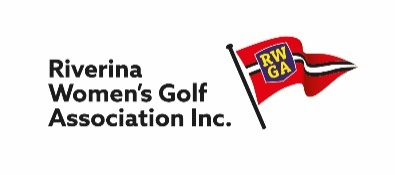 Riverina
Women's Golf
Association Inc.
RW
GA